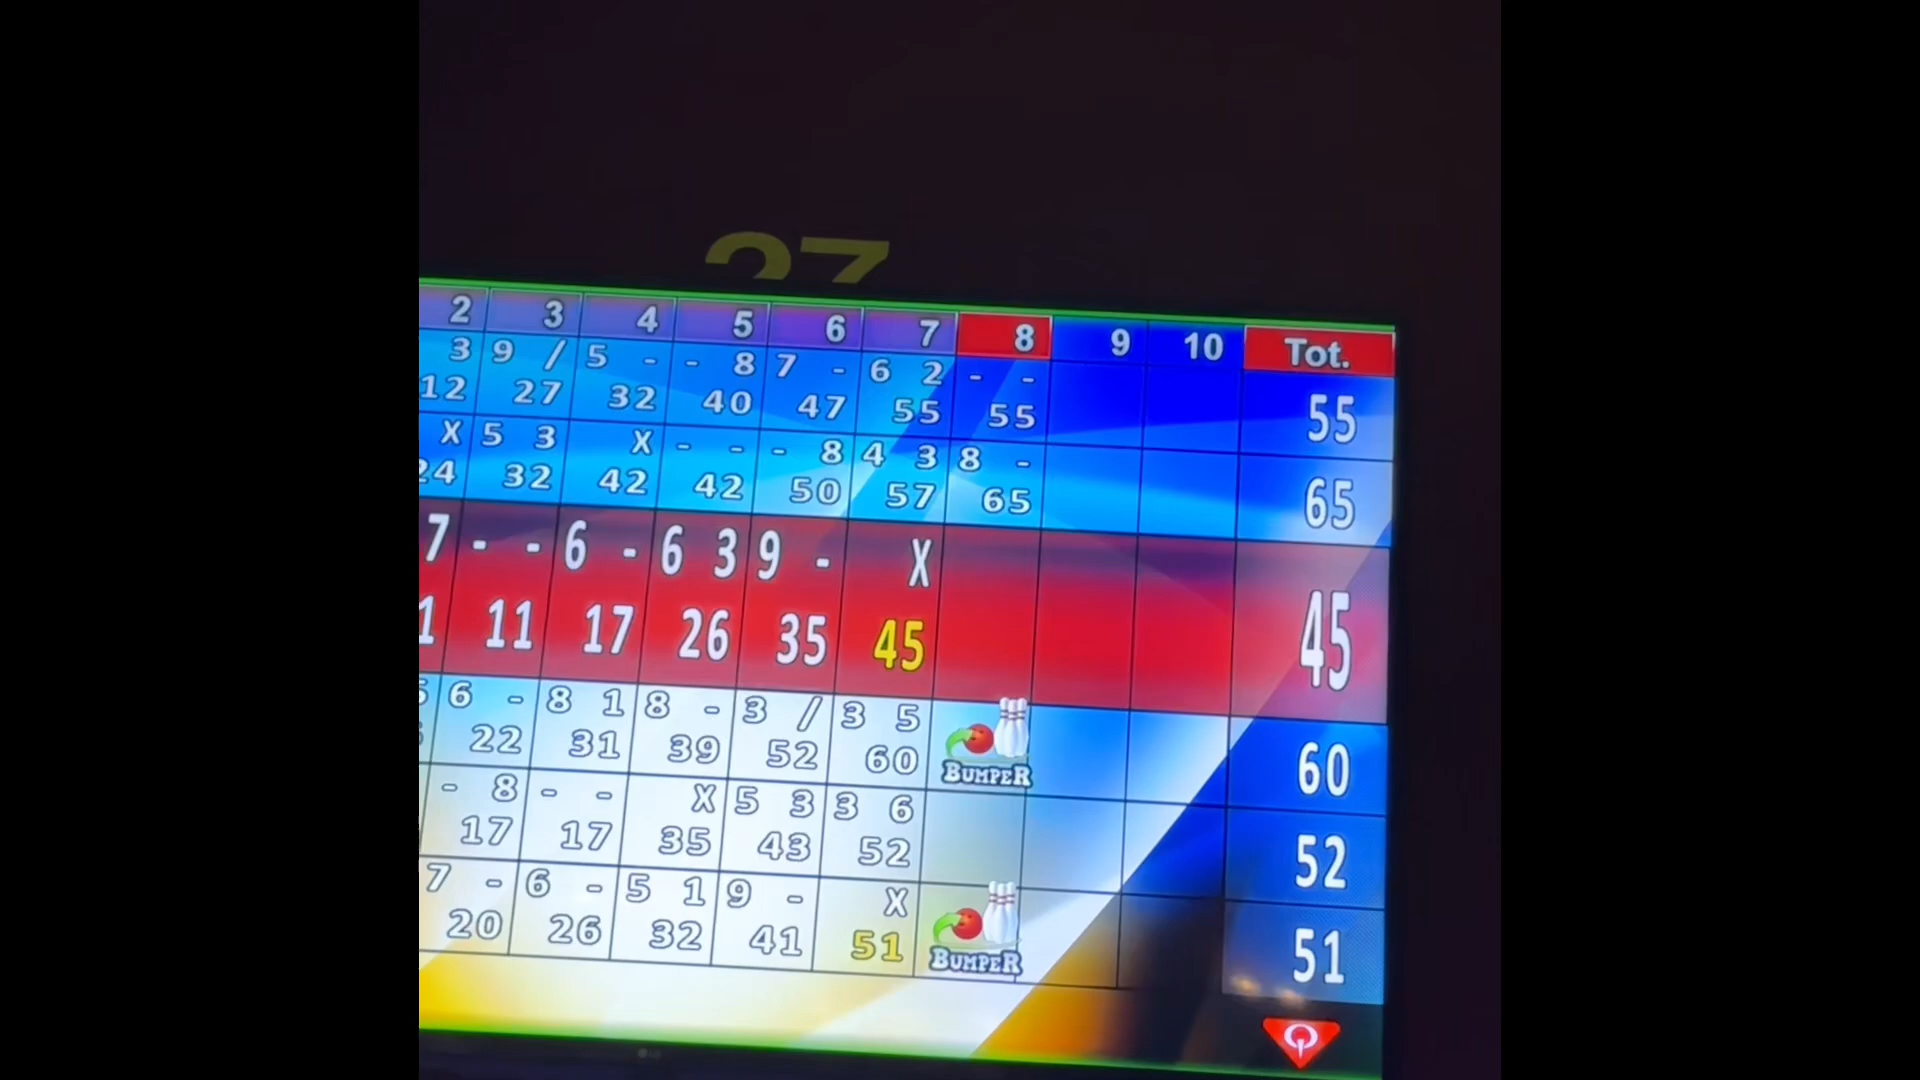 27
2 3 4 5 6 7 8 9 10 Tot.
3 9 / 5 - - 8 7 - 6 2 - -
12 27 32 40 47 55 55 55
X 5 3 X - - - 8 4 3 8 -
24 32 42 42 50 57 65 65
7 - - 6 - 6 3 9 - X
1 11 17 26 35 45 45
6 - 8 1 8 - 3 / 3 5
22 31 39 52 60 BUMPER 60
- 8 - - X 5 3 3 6
17 17 35 43 52 52
7 - 6 - 5 1 9 - X
20 26 32 41 51 BUMPER 51